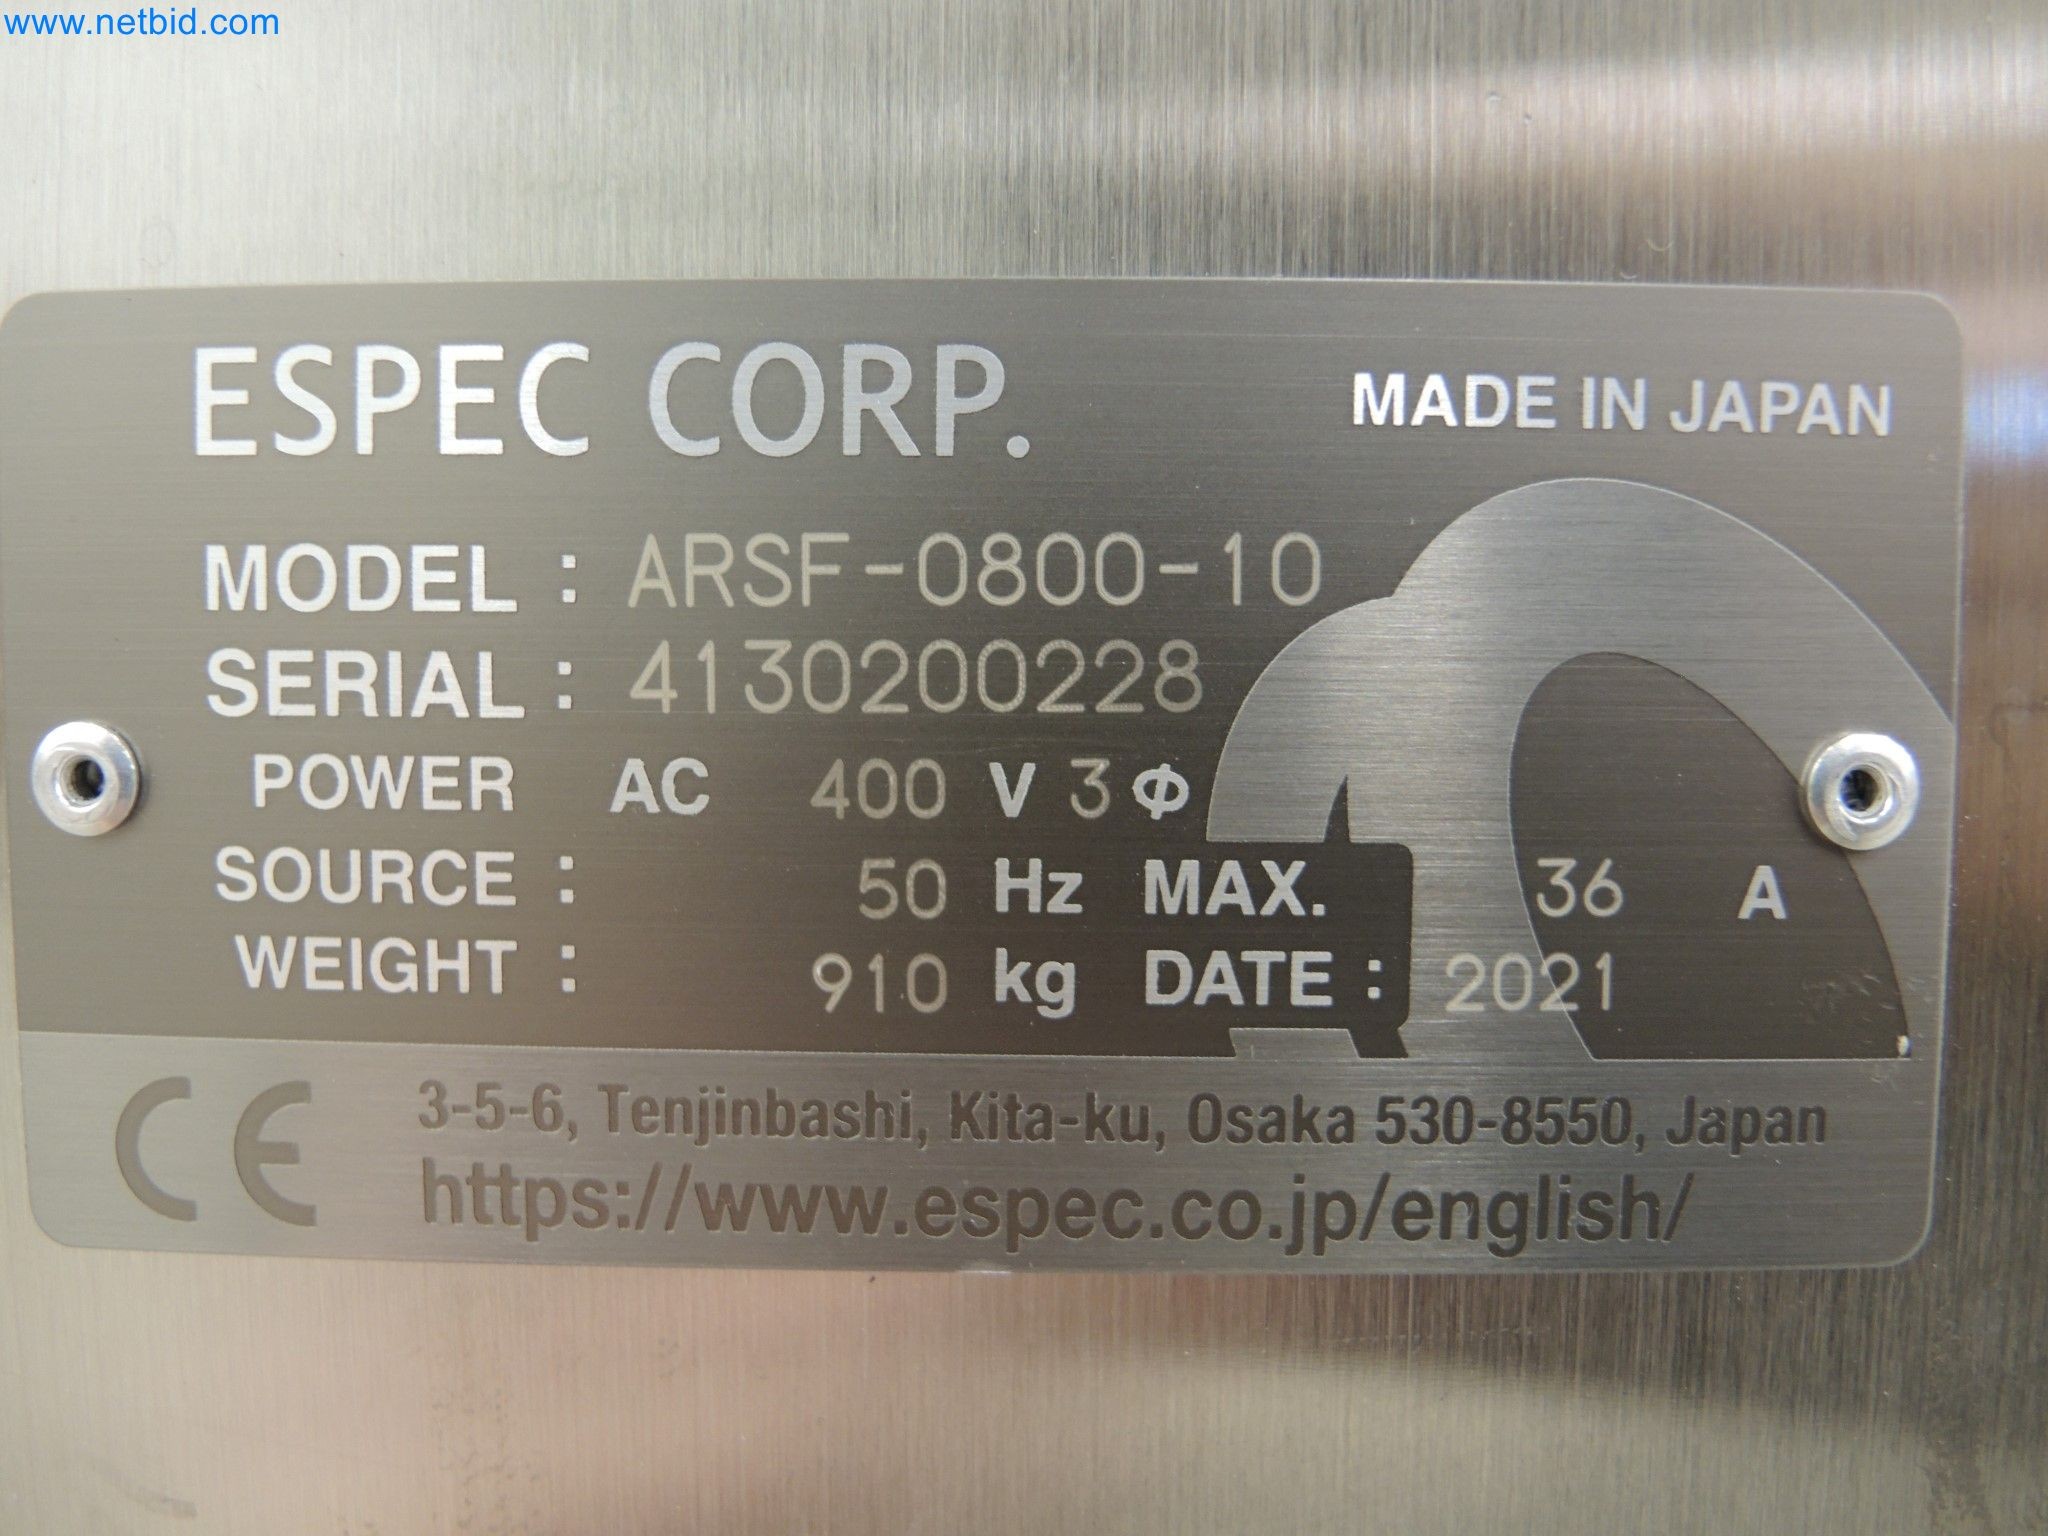 www.netbid.com
ESPEC CORP.
MADE IN JAPAN
MODEL : ARSF-0800-10
SERIAL : 4130200228
POWER AC 400 V 3 Φ
SOURCE : 50 Hz MAX. 36 A
WEIGHT : 910 kg DATE : 2021
CE 3-5-6, Tenjinbashi, Kita-ku, Osaka 530-8550, Japan
https://www.espec.co.jp/english/